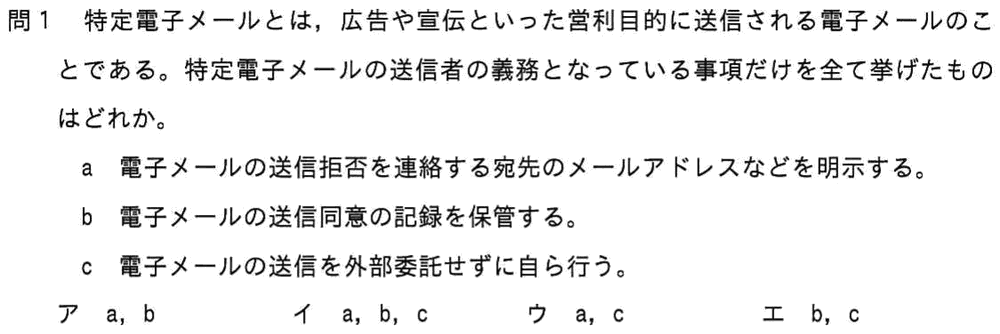 問1 特定電子メールとは，広告や宣伝といった営利目的に送信される電子メールのこ
とである。特定電子メールの送信者の義務となっている事項だけを全て挙げたもの
はどれか。
a 電子メールの送信拒否を連絡する宛先のメールアドレスなどを明示する。
b 電子メールの送信同意の記録を保管する。
c 電子メールの送信を外部委託せずに自ら行う。
ア a, b イ a, b, c ウ a, c エ b, c